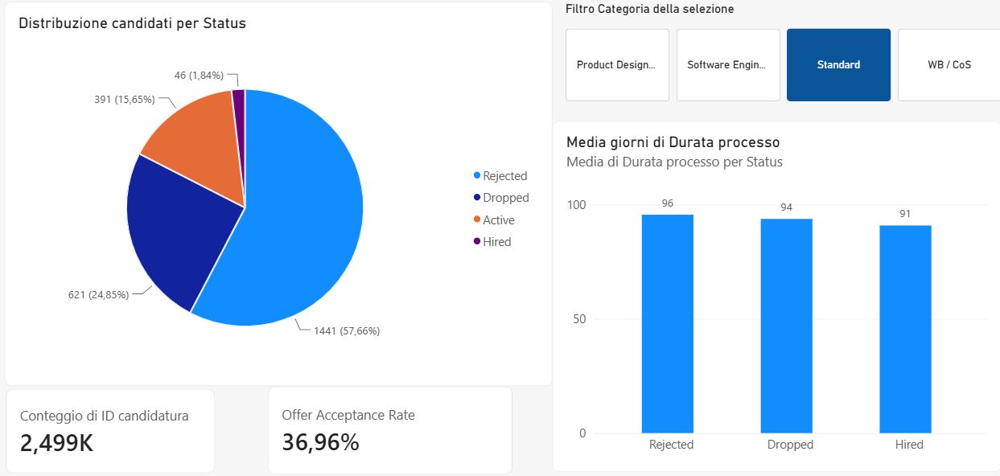 Distribuzione candidati per Status
46 (1,84%)
391 (15,65%)
621 (24,85%)
1441 (57,66%)
Rejected
Dropped
Active
Hired
Conteggio di ID candidatura
2,499K
Offer Acceptance Rate
36,96%
Filtro Categoria della selezione
Product Design...
Software Engin...
Standard
WB / CoS
Media giorni di Durata processo
Media di Durata processo per Status
100
50
0
96
94
91
Rejected
Dropped
Hired